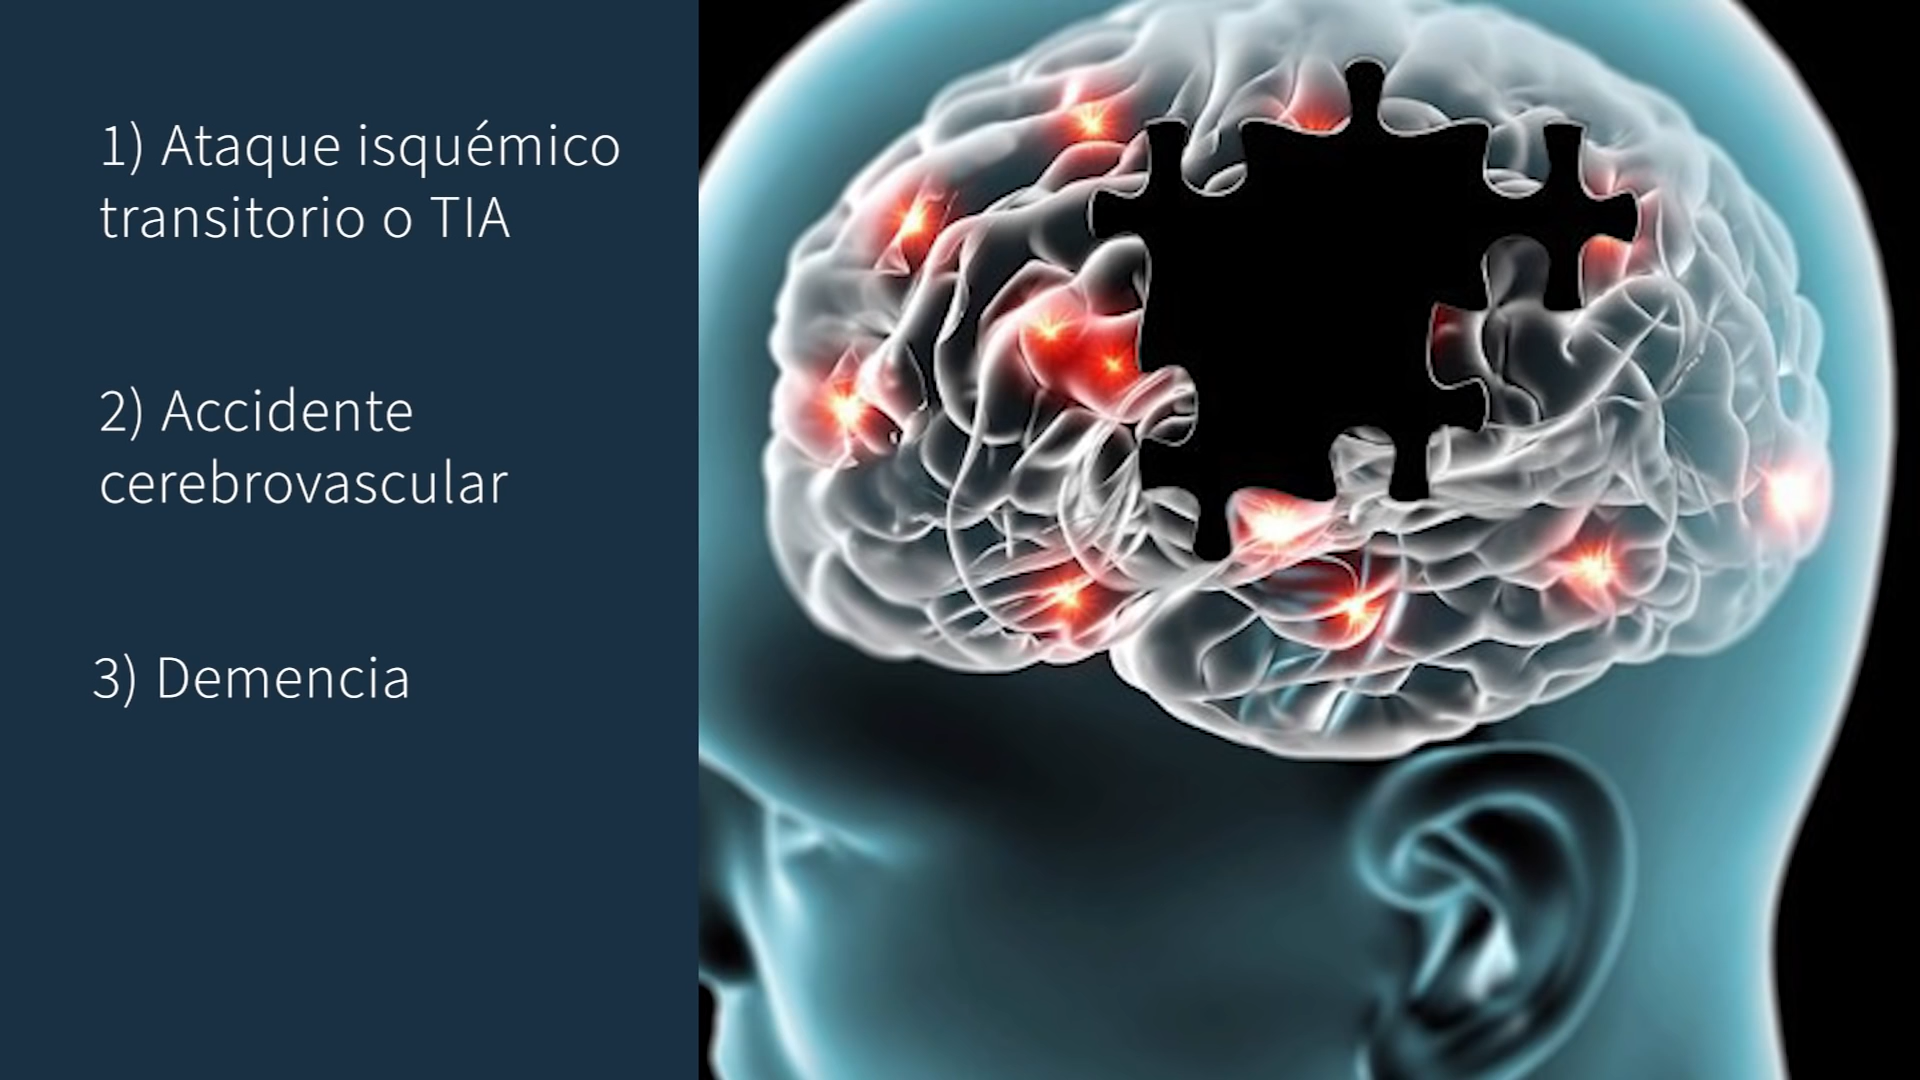 1) Ataque isquémico
transitorio o TIA
2) Accidente
cerebrovascular
3) Demencia